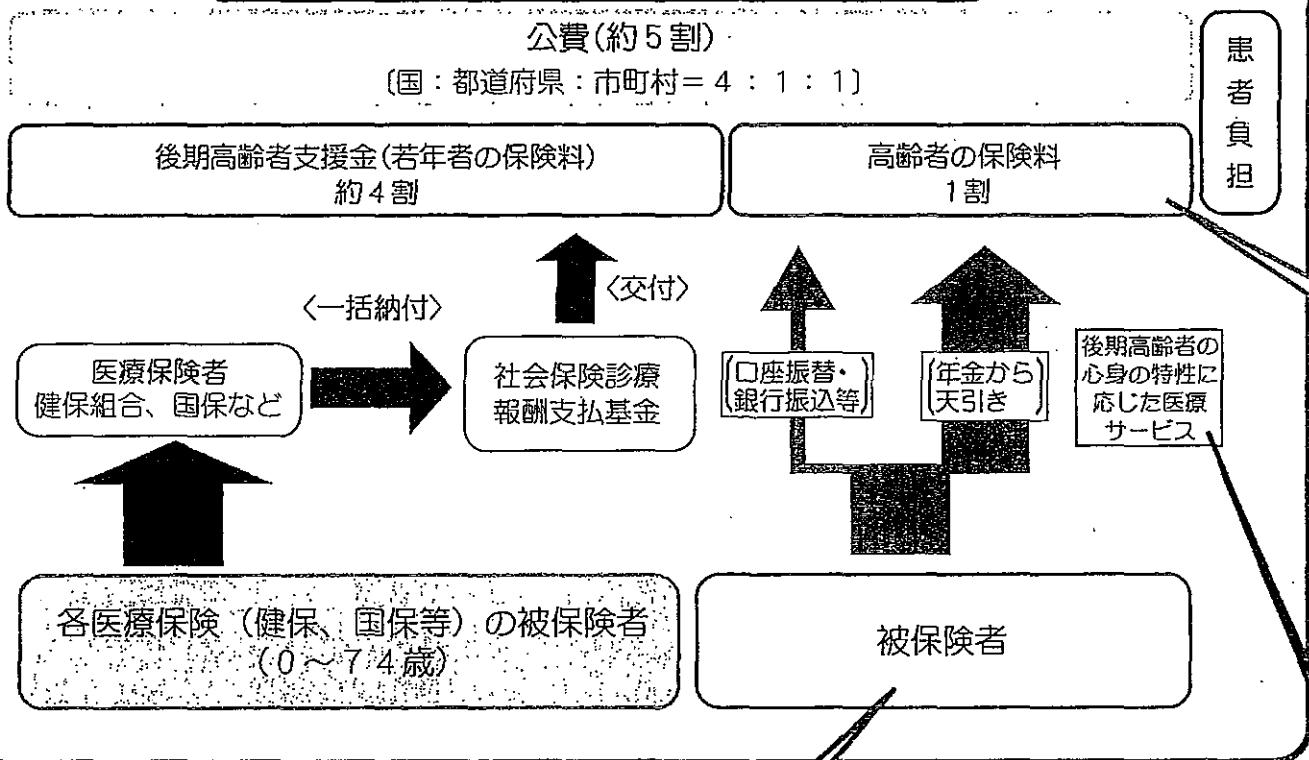 公費(約5割)
〔国：都道府県：市町村＝4：1：1〕
患者負担
後期高齢者支援金(若年者の保険料)
約4割
高齢者の保険料
1割
〈交付〉
〈一括納付〉
医療保険者
健保組合、国保など
社会保険診療
報酬支払基金
(口座振替・
銀行振込等)
(年金から
天引き)
後期高齢者の
心身の特性に
応じた医療
サービス
各医療保険（健保、国保等）の被保険者
（0～74歳）
被保険者